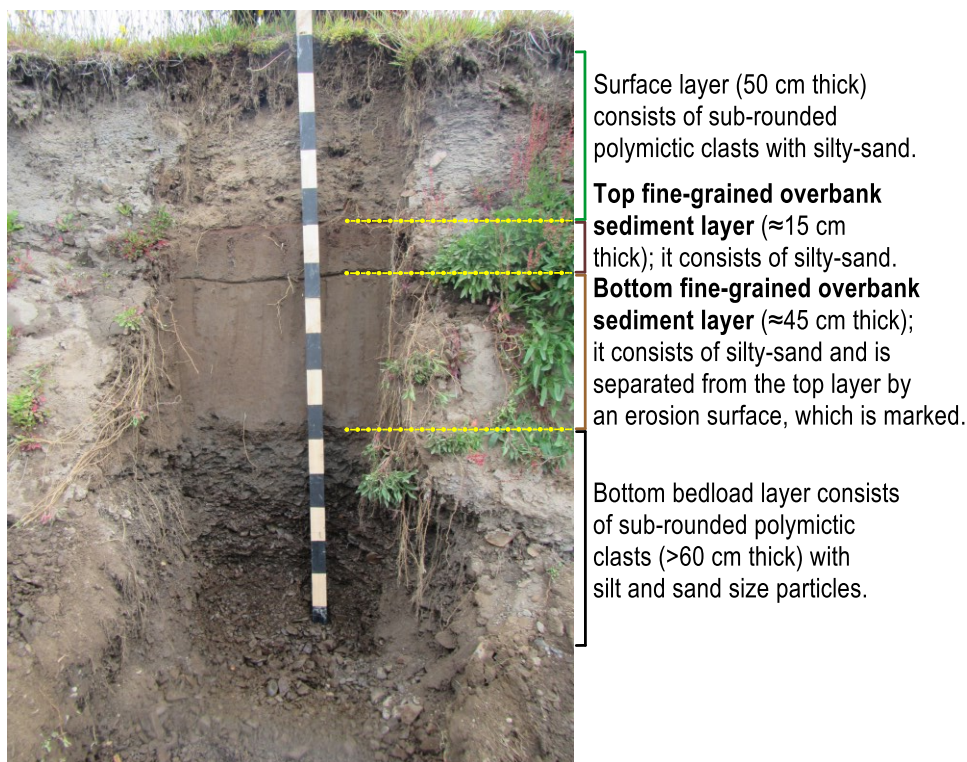 Surface layer (50 cm thick)
consists of sub-rounded
polymictic clasts with silty-sand.
Top fine-grained overbank
sediment layer (≈15 cm
thick); it consists of silty-sand.
Bottom fine-grained overbank
sediment layer (≈45 cm thick);
it consists of silty-sand and is
separated from the top layer by
an erosion surface, which is marked.
Bottom bedload layer consists
of sub-rounded polymictic
clasts (>60 cm thick) with
silt and sand size particles.